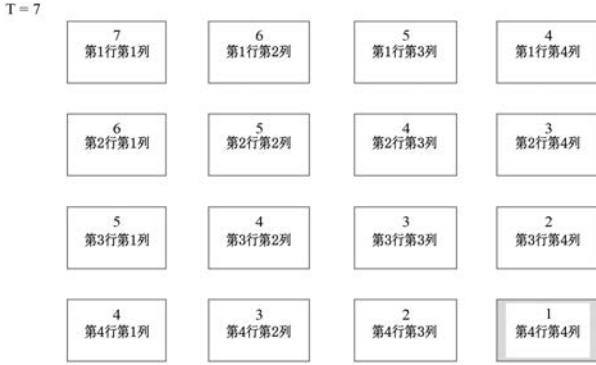 T = 7
7 6 5 4
第1行第1列 第1行第2列 第1行第3列 第1行第4列
6 5 4 3
第2行第1列 第2行第2列 第2行第3列 第2行第4列
5 4 3 2
第3行第1列 第3行第2列 第3行第3列 第3行第4列
4 3 2 1
第4行第1列 第4行第2列 第4行第3列 第4行第4列